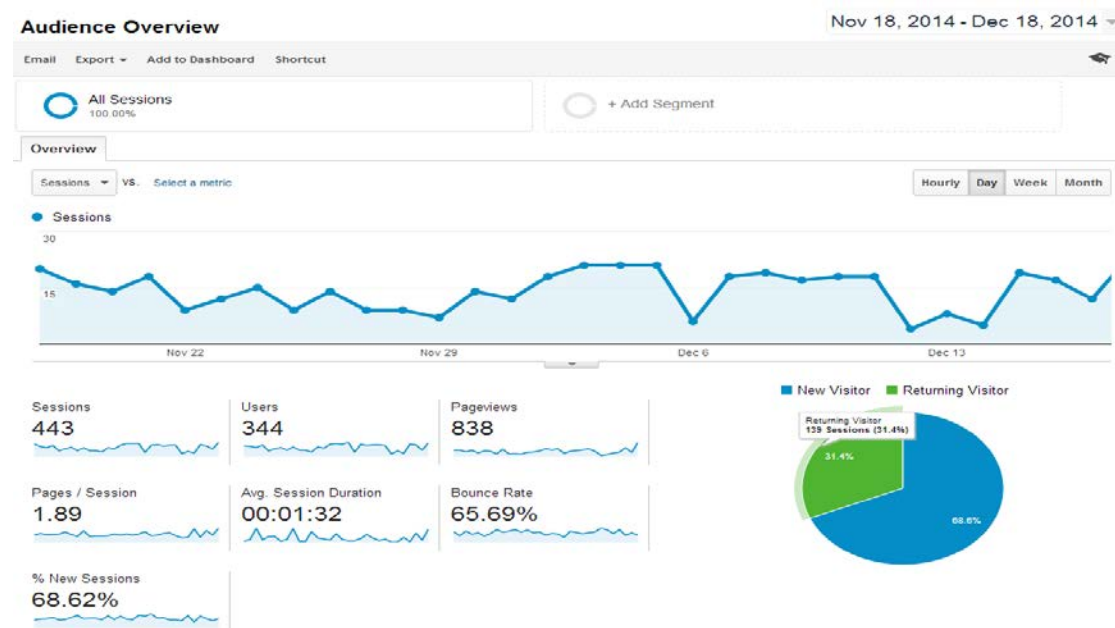 Audience Overview
Nov 18, 2014 - Dec 18, 2014
Email Export Add to Dashboard Shortcut
All Sessions
100.00%
+ Add Segment
Overview
Sessions VS. Select a metric
Hourly Day Week Month
Sessions
30
15
Nov 22 Nov 29 Dec 6 Dec 13
New Visitor Returning Visitor
Returning Visitor
139 Sessions (31.4%)
31.4%
68.6%
Sessions Users Pageviews
443 344 838
Pages / Session Avg. Session Duration Bounce Rate
1.89 00:01:32 65.69%
% New Sessions
68.62%